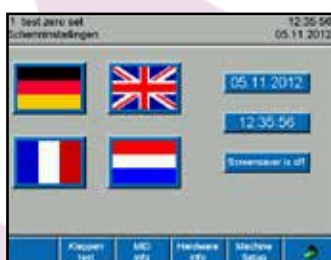 1 test zero set 12:35:56
Scherminstellingen 05.11.2012
05.11.2012
12:35:56
Screensaver is off
Kleppen test
MID info
Hardware info
Machine Setup